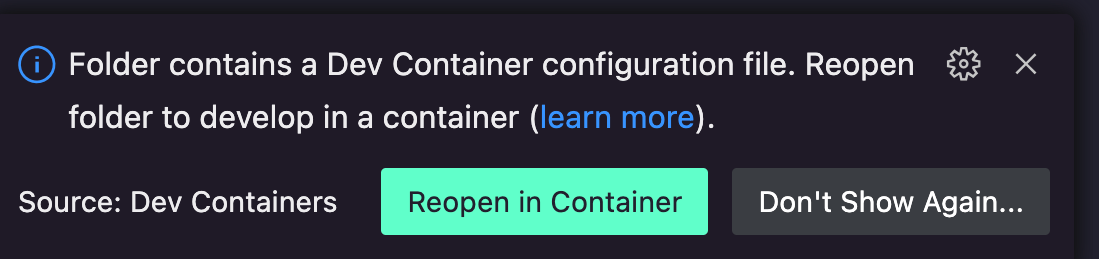 Folder contains a Dev Container configuration file. Reopen
folder to develop in a container (learn more).
Source: Dev Containers
Reopen in Container
Don't Show Again...